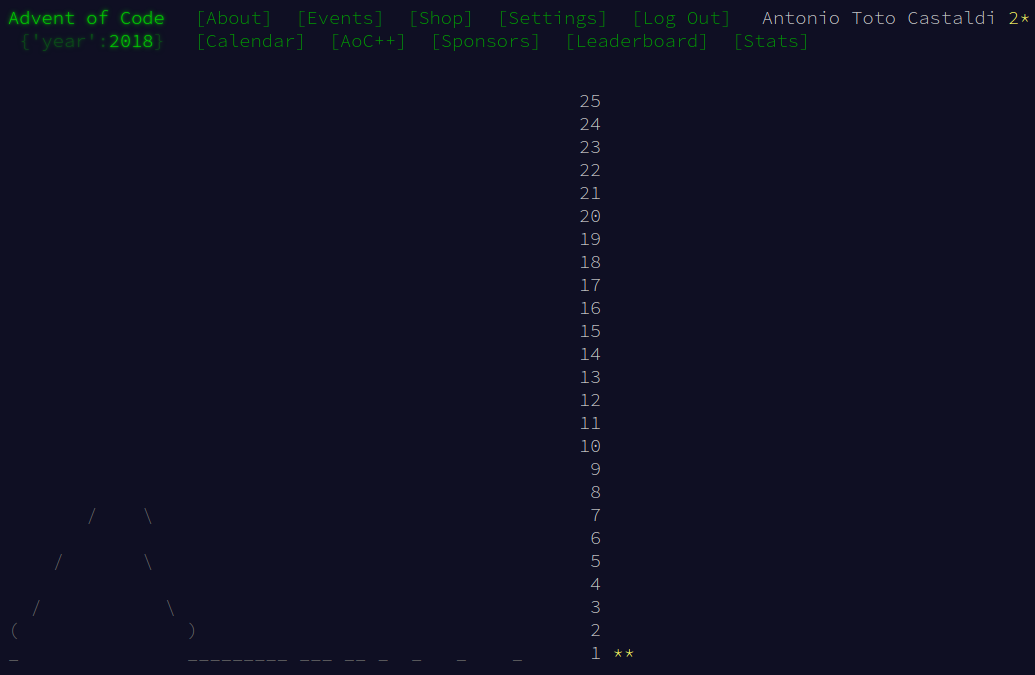 Advent of Code [About] [Events] [Shop] [Settings] [Log Out] Antonio Toto Castaldi 2*
{'year':2018} [Calendar] [AoC++] [Sponsors] [Leaderboard] [Stats]
25
24
23
22
21
20
19
18
17
16
15
14
13
12
11
10
9
8
/    \ 7
6
/       \ 5
4
/           \ 3
(               ) 2
_               _________ ___ __ _  _   _    _ 1 **